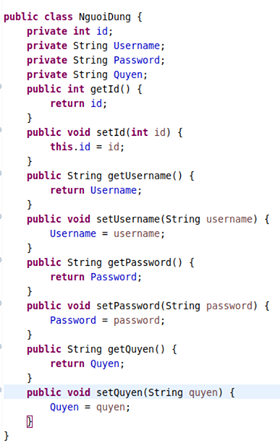 public class NguoiDung {
    private int id;
    private String Username;
    private String Password;
    private String Quyen;
    public int getId() {
        return id;
    }
    public void setId(int id) {
        this.id = id;
    }
    public String getUsername() {
        return Username;
    }
    public void setUsername(String username) {
        Username = username;
    }
    public String getPassword() {
        return Password;
    }
    public void setPassword(String password) {
        Password = password;
    }
    public String getQuyen() {
        return Quyen;
    }
    public void setQuyen(String quyen) {
        Quyen = quyen;
    }
}